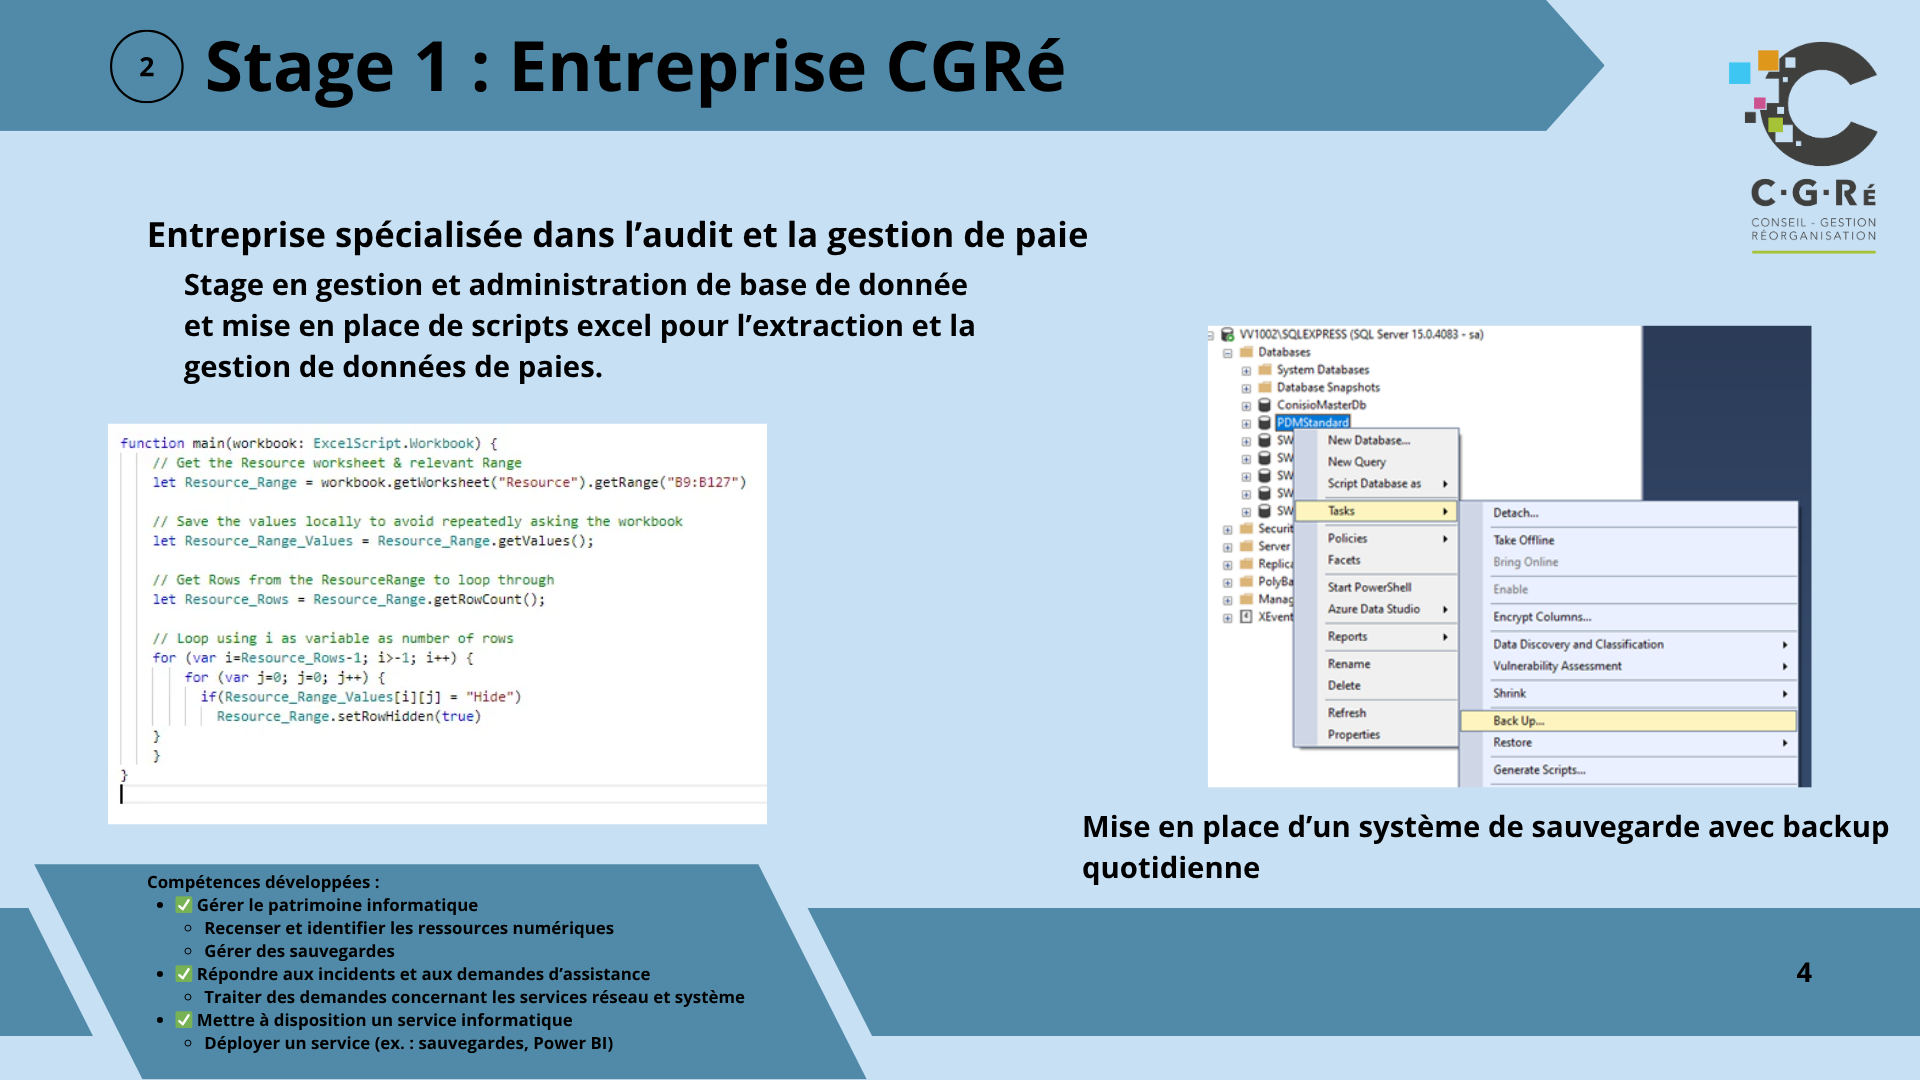 2
Stage 1 : Entreprise CGRé
C·G·Ré
CONSEIL - GESTION
RÉORGANISATION
Entreprise spécialisée dans l’audit et la gestion de paie
Stage en gestion et administration de base de donnée
et mise en place de scripts excel pour l’extraction et la
gestion de données de paies.
function main(workbook: ExcelScript.Workbook) {
// Get the Resource worksheet & relevant Range
let Resource_Range = workbook.getWorksheet("Resource").getRange("B9:B127")
// Save the values locally to avoid repeatedly asking the workbook
let Resource_Range_Values = Resource_Range.getValues();
// Get Rows from the ResourceRange to loop through
let Resource_Rows = Resource_Range.getRowCount();
// Loop using i as variable as number of rows
for (var i=Resource_Rows-1; i>-1; i++) {
for (var j=0; j=0; j++) {
if(Resource_Range_Values[i][j] = "Hide")
Resource_Range.setRowHidden(true)
}
}
}
VV1002\SQLEXPRESS (SQL Server 15.0.4083 - sa)
Databases
System Databases
Database Snapshots
ConisioMasterDb
PDMStandard
SW
SW
SW
SW
SW
Securit
Server
Replica
PolyBa
Manag
XEvent
New Database...
New Query
Script Database as
Tasks
Policies
Facets
Start PowerShell
Azure Data Studio
Reports
Rename
Delete
Refresh
Properties
Detach...
Take Offline
Bring Online
Enable
Encrypt Columns...
Data Discovery and Classification
Vulnerability Assessment
Shrink
Back Up...
Restore
Generate Scripts...
Mise en place d’un système de sauvegarde avec backup
quotidienne
Compétences développées :
• ✅ Gérer le patrimoine informatique
◦ Recenser et identifier les ressources numériques
◦ Gérer des sauvegardes
• ✅ Répondre aux incidents et aux demandes d’assistance
◦ Traiter des demandes concernant les services réseau et système
• ✅ Mettre à disposition un service informatique
◦ Déployer un service (ex. : sauvegardes, Power BI)
4